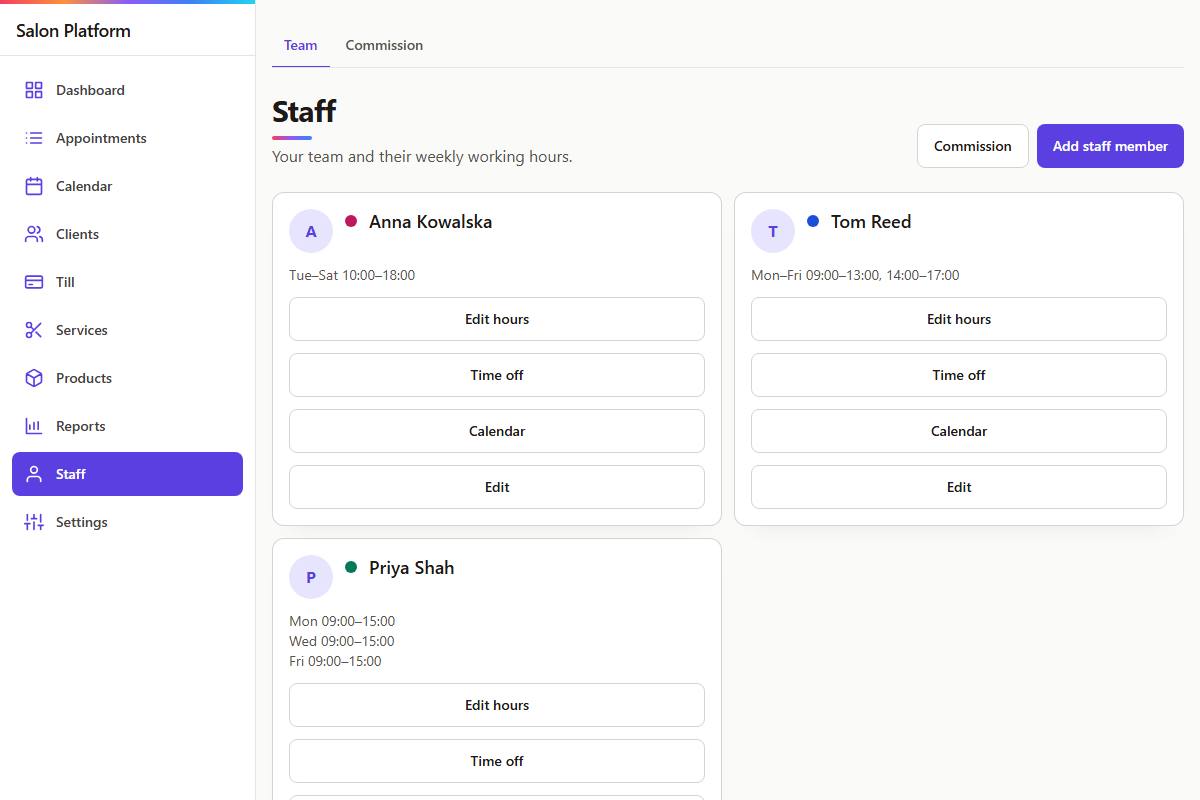 Salon Platform
Dashboard
Appointments
Calendar
Clients
Till
Services
Products
Reports
Staff
Settings
Team
Commission
Staff
Your team and their weekly working hours.
Commission
Add staff member
A
Anna Kowalska
Tue–Sat 10:00–18:00
Edit hours
Time off
Calendar
Edit
T
Tom Reed
Mon–Fri 09:00–13:00, 14:00–17:00
Edit hours
Time off
Calendar
Edit
P
Priya Shah
Mon 09:00–15:00
Wed 09:00–15:00
Fri 09:00–15:00
Edit hours
Time off